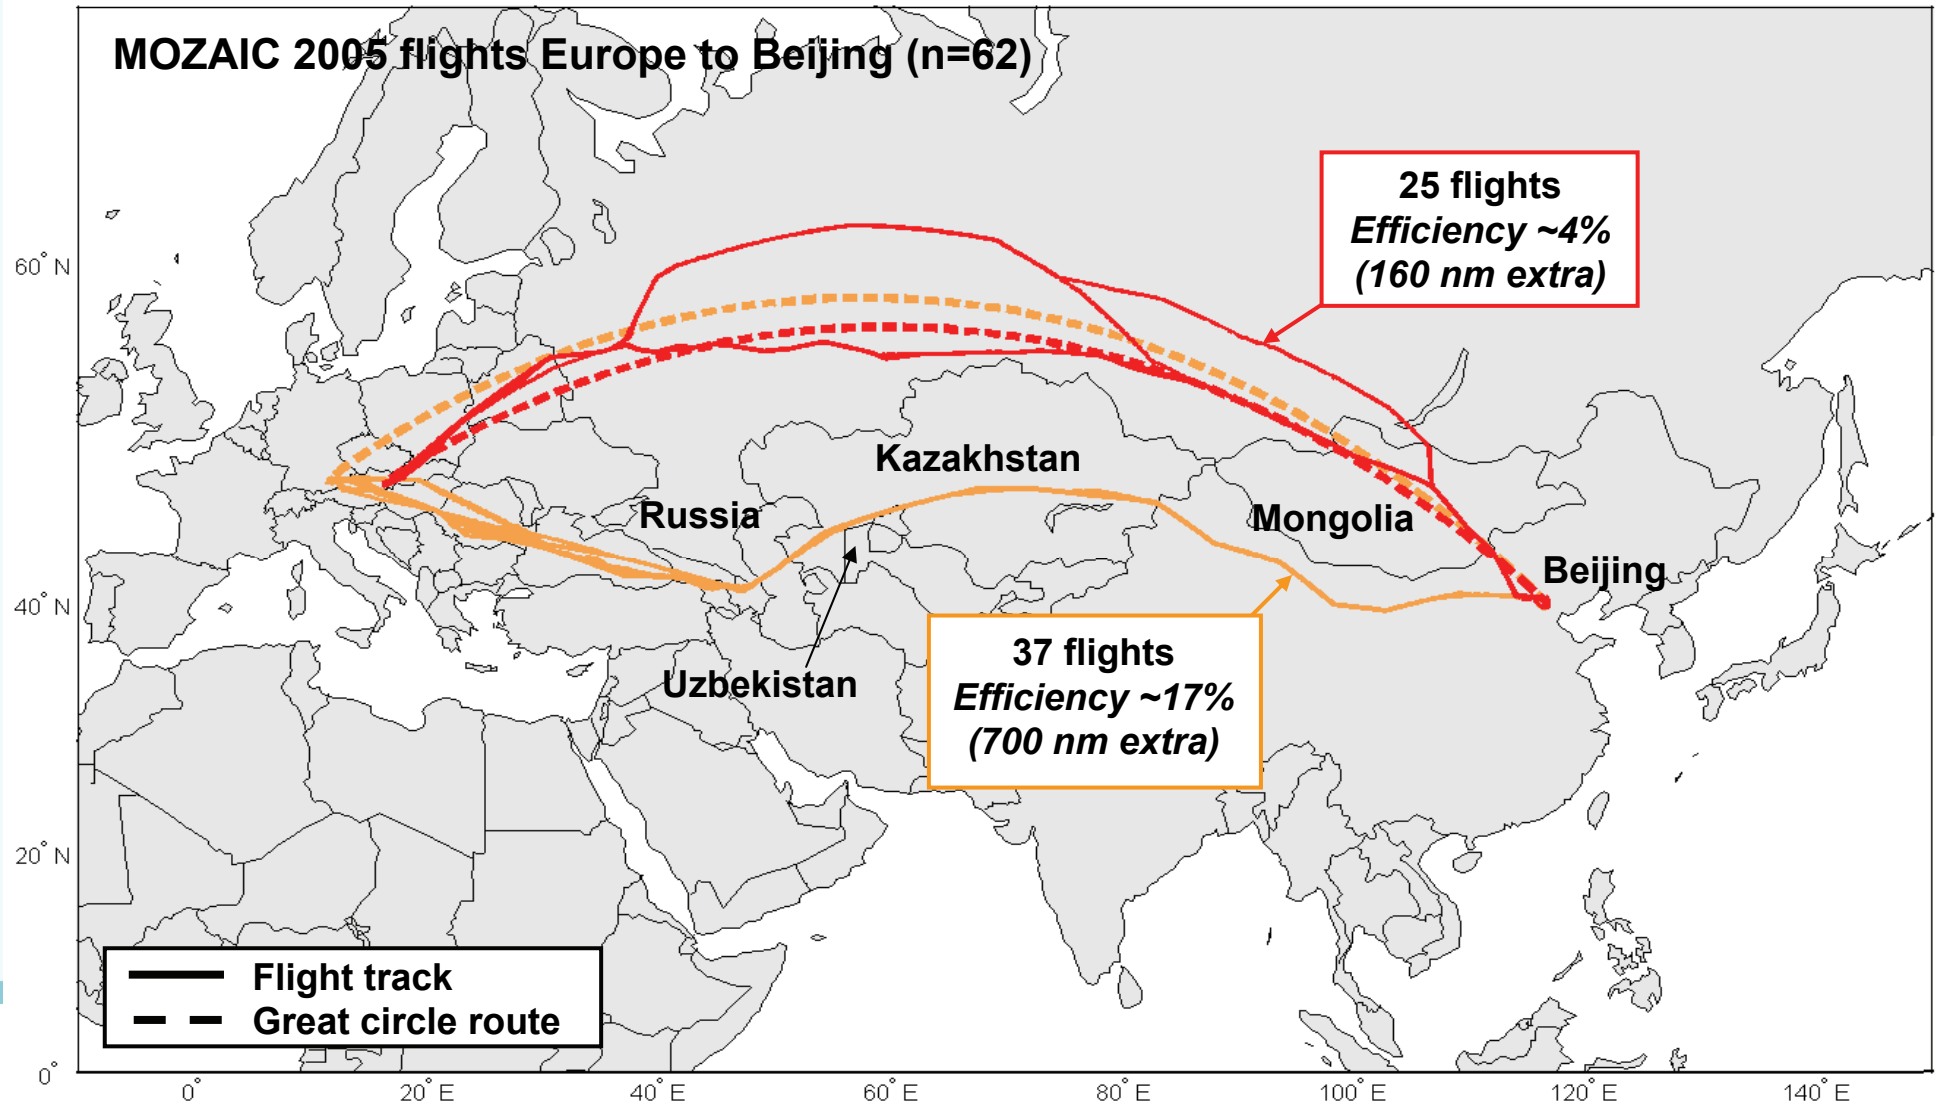 MOZAIC 2005 flights Europe to Beijing (n=62)
25 flights
Efficiency ~4%
(160 nm extra)
60° N
Kazakhstan
Russia
Mongolia
Beijing
40° N
37 flights
Efficiency ~17%
(700 nm extra)
Uzbekistan
20° N
Flight track
Great circle route
0°
0°
20° E
40° E
60° E
80° E
100° E
120° E
140° E